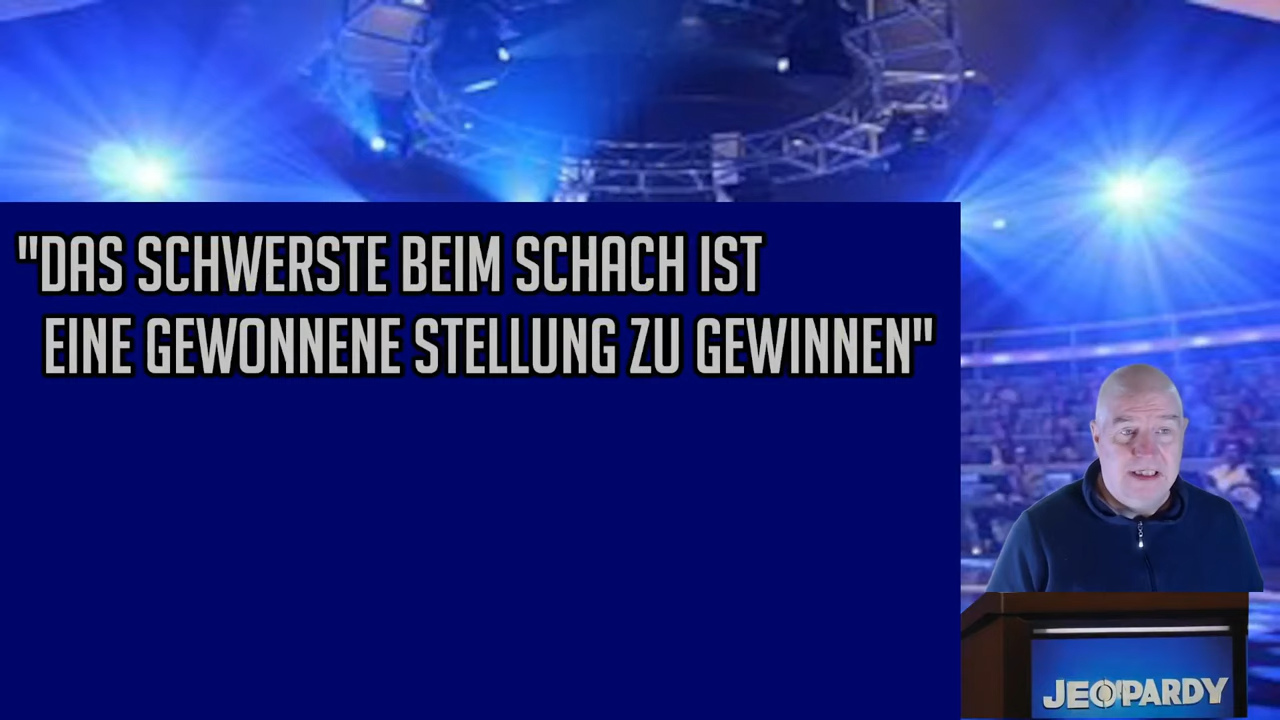 "DAS SCHWERSTE BEIM SCHACH IST
EINE GEWONNENE STELLUNG ZU GEWINNEN"
JEOPARDY